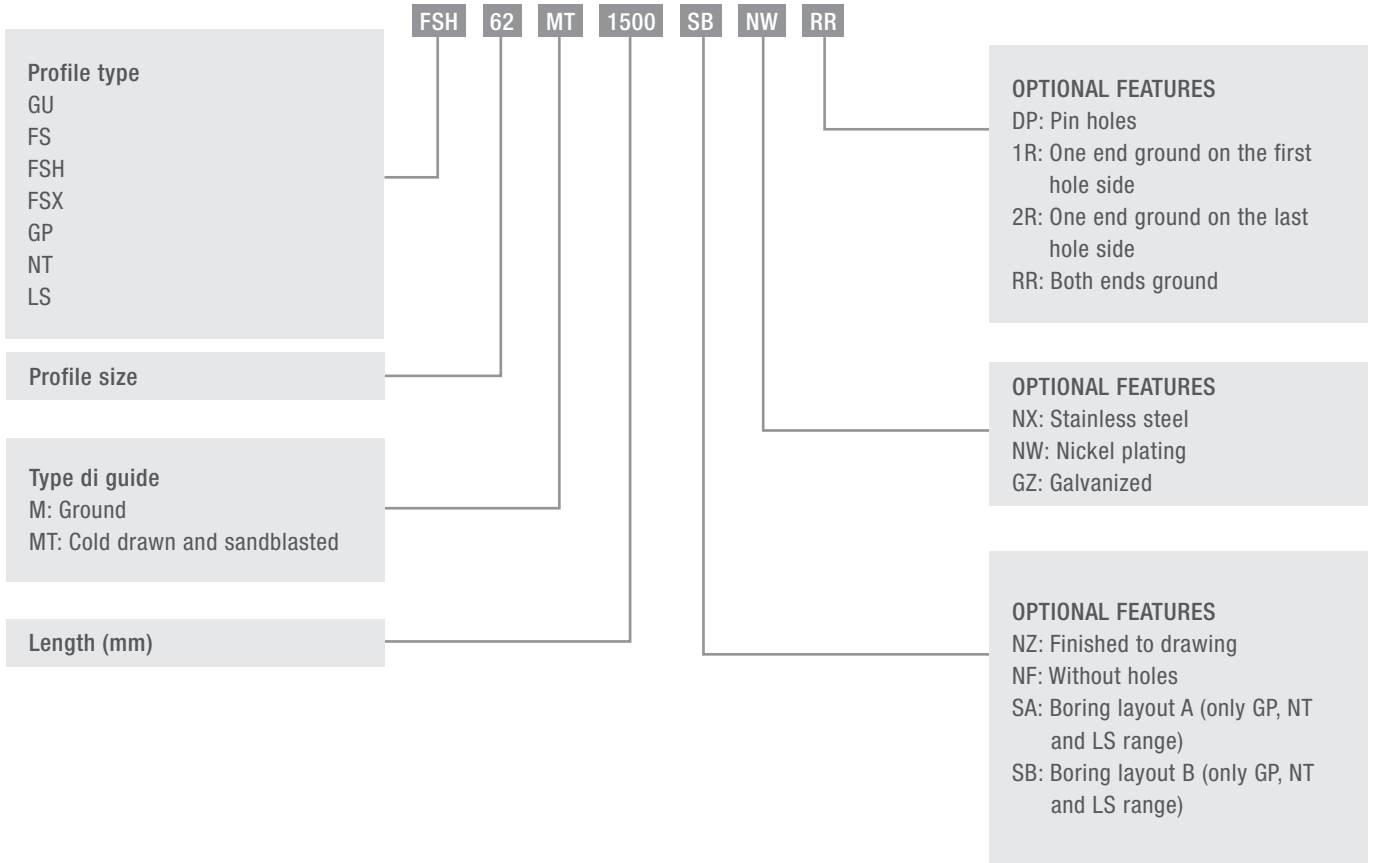 FSH 62 MT 1500 SB NW RR
Profile type
GU
FS
FSH
FSX
GP
NT
LS
Profile size
Type di guide
M: Ground
MT: Cold drawn and sandblasted
Length (mm)
OPTIONAL FEATURES
DP: Pin holes
1R: One end ground on the first
hole side
2R: One end ground on the last
hole side
RR: Both ends ground
OPTIONAL FEATURES
NX: Stainless steel
NW: Nickel plating
GZ: Galvanized
OPTIONAL FEATURES
NZ: Finished to drawing
NF: Without holes
SA: Boring layout A (only GP, NT
and LS range)
SB: Boring layout B (only GP, NT
and LS range)